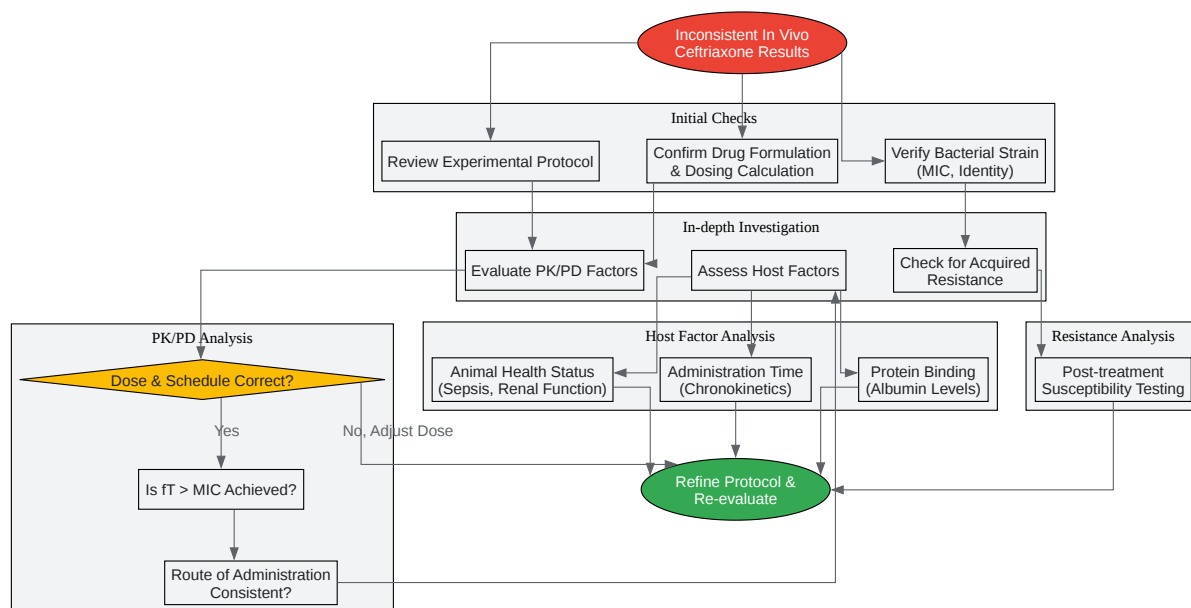 Inconsistent In Vivo
Ceftriaxone Results
Initial Checks
Review Experimental Protocol
Confirm Drug Formulation
& Dosing Calculation
Verify Bacterial Strain
(MIC, Identity)
In-depth Investigation
Evaluate PK/PD Factors
Assess Host Factors
Check for Acquired
Resistance
PK/PD Analysis
Dose & Schedule Correct?
Yes
No, Adjust Dose
Is fT > MIC Achieved?
Route of Administration
Consistent?
Host Factor Analysis
Animal Health Status
(Sepsis, Renal Function)
Administration Time
(Chronokinetics)
Protein Binding
(Albumin Levels)
Resistance Analysis
Post-treatment
Susceptibility Testing
Refine Protocol &
Re-evaluate